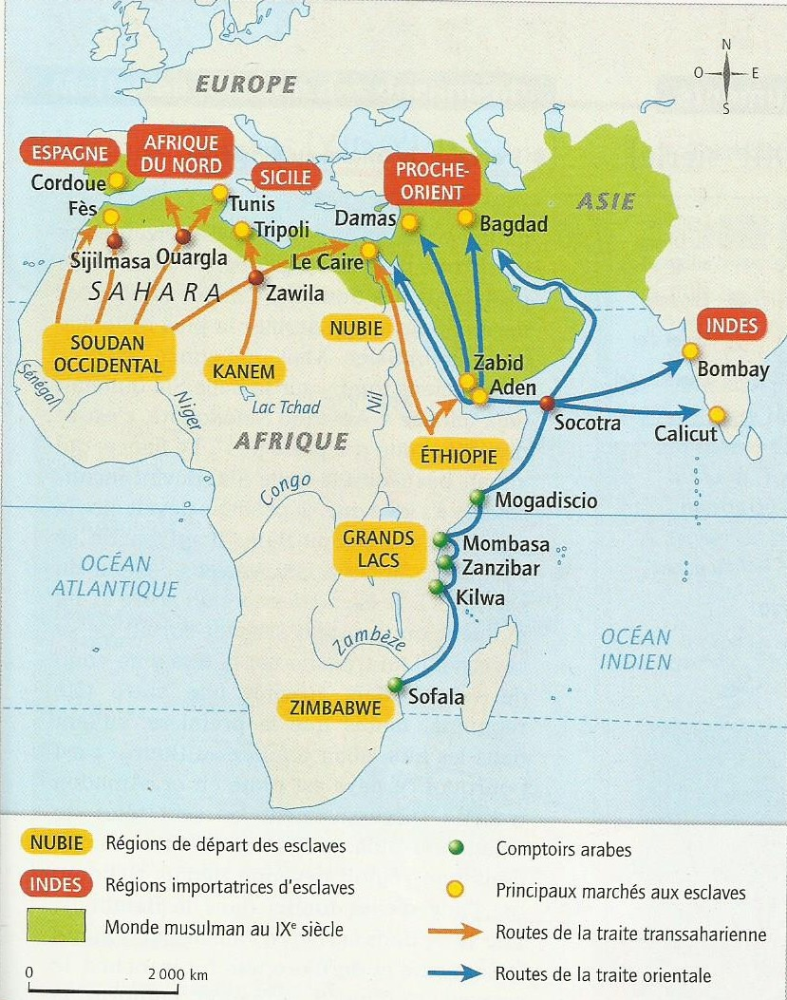 N
O
E
S
EUROPE
ESPAGNE
AFRIQUE
DU NORD
SICILE
PROCHE-
ORIENT
ASIE
Cordoue
Fès
Tunis
Tripoli
Damas
Bagdad
Sijilmasa
Ouargla
Le Caire
SAHARA
Zawila
NUBIE
INDES
SOUDAN
OCCIDENTAL
KANEM
Zabid
Aden
Bombay
Sénégal
Niger
Lac Tchad
Nil
Socotra
Calicut
AFRIQUE
ÉTHIOPIE
Congo
Mogadiscio
GRANDS
LACS
Mombasa
Zanzibar
Kilwa
OCÉAN
ATLANTIQUE
OCÉAN
INDIEN
Zambèze
Sofala
ZIMBABWE
NUBIE
Régions de départ des esclaves
INDES
Régions importatrices d'esclaves
Monde musulman au IXe siècle
0
2 000 km
Comptoirs arabes
Principaux marchés aux esclaves
Routes de la traite transsaharienne
Routes de la traite orientale